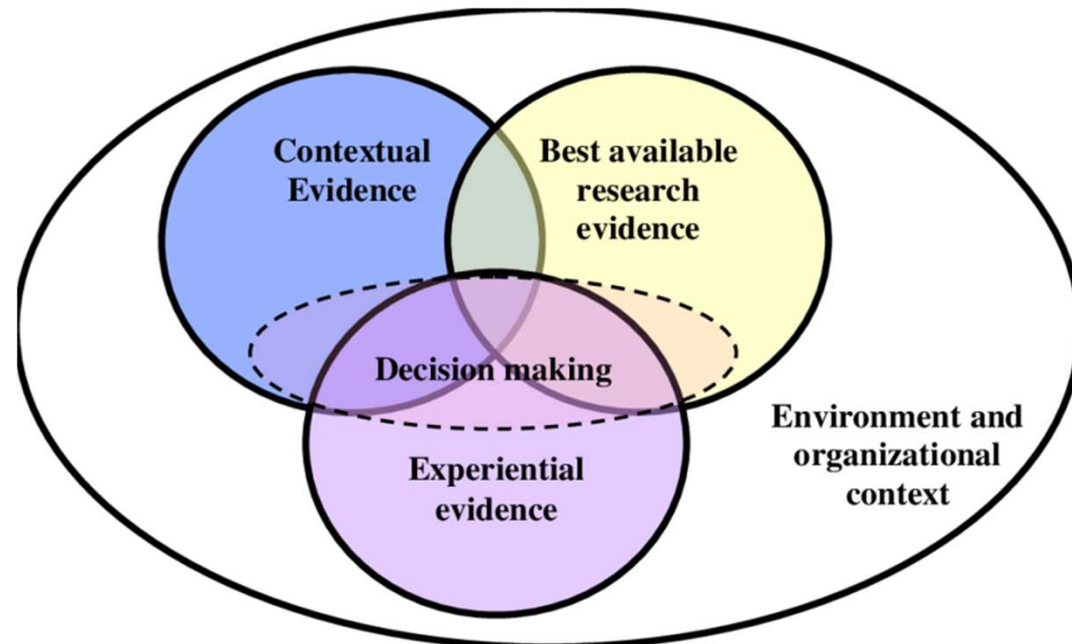 Contextual
Evidence
Best available
research
evidence
Decision making
Experiential
evidence
Environment and
organizational
context